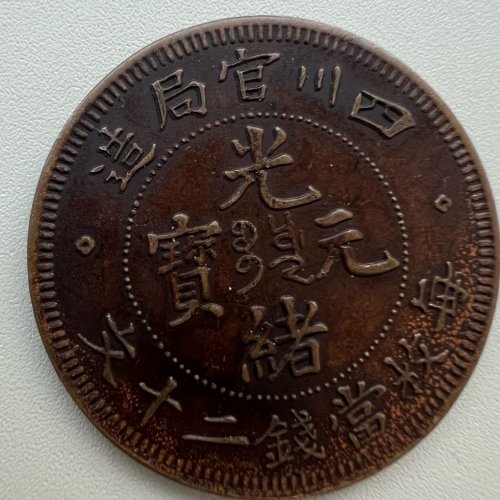 四川官局造
光緒元寶
每枚當錢二十文